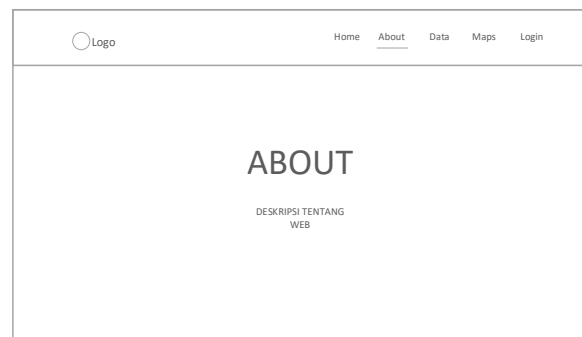 Logo
Home About Data Maps Login
ABOUT
DESKRIPSI TENTANG
WEB